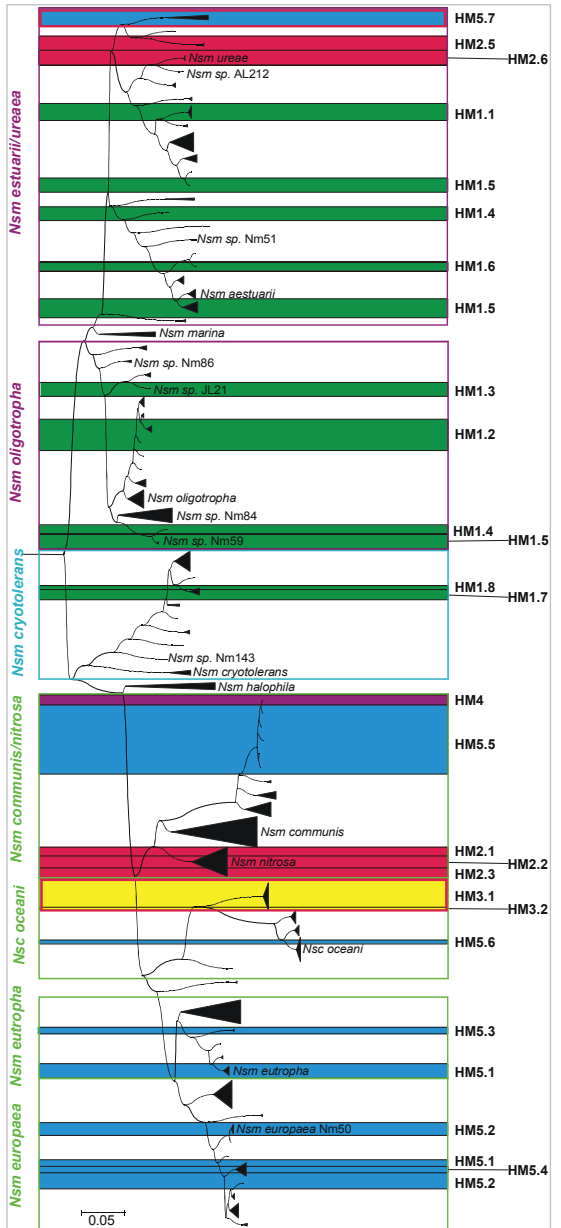 Nsm estuarii/ureaea
HM5.7
HM2.5
Nsm ureae
HM2.6
Nsm sp. AL212
HM1.1
HM1.5
HM1.4
Nsm sp. Nm51
HM1.6
Nsm aestuarii
HM1.5
Nsm marina
Nsm oligotropha
Nsm sp. Nm86
Nsm sp. JL21
HM1.3
HM1.2
Nsm oligotropha
Nsm sp. Nm84
HM1.4
Nsm sp. Nm59
HM1.5
Nsm cryotolerans
HM1.8
HM1.7
Nsm sp. Nm143
Nsm cryotolerans
Nsm halophila
Nsm communis/nitrosa
HM4
HM5.5
Nsm communis
HM2.1
Nsm nitrosa
HM2.2
HM2.3
Nsc oceani
HM3.1
HM3.2
HM5.6
Nsc oceani
Nsm eutropha
HM5.3
Nsm eutropha
HM5.1
Nsm europaea
Nsm europaea Nm50
HM5.2
HM5.1
HM5.4
HM5.2
0.05